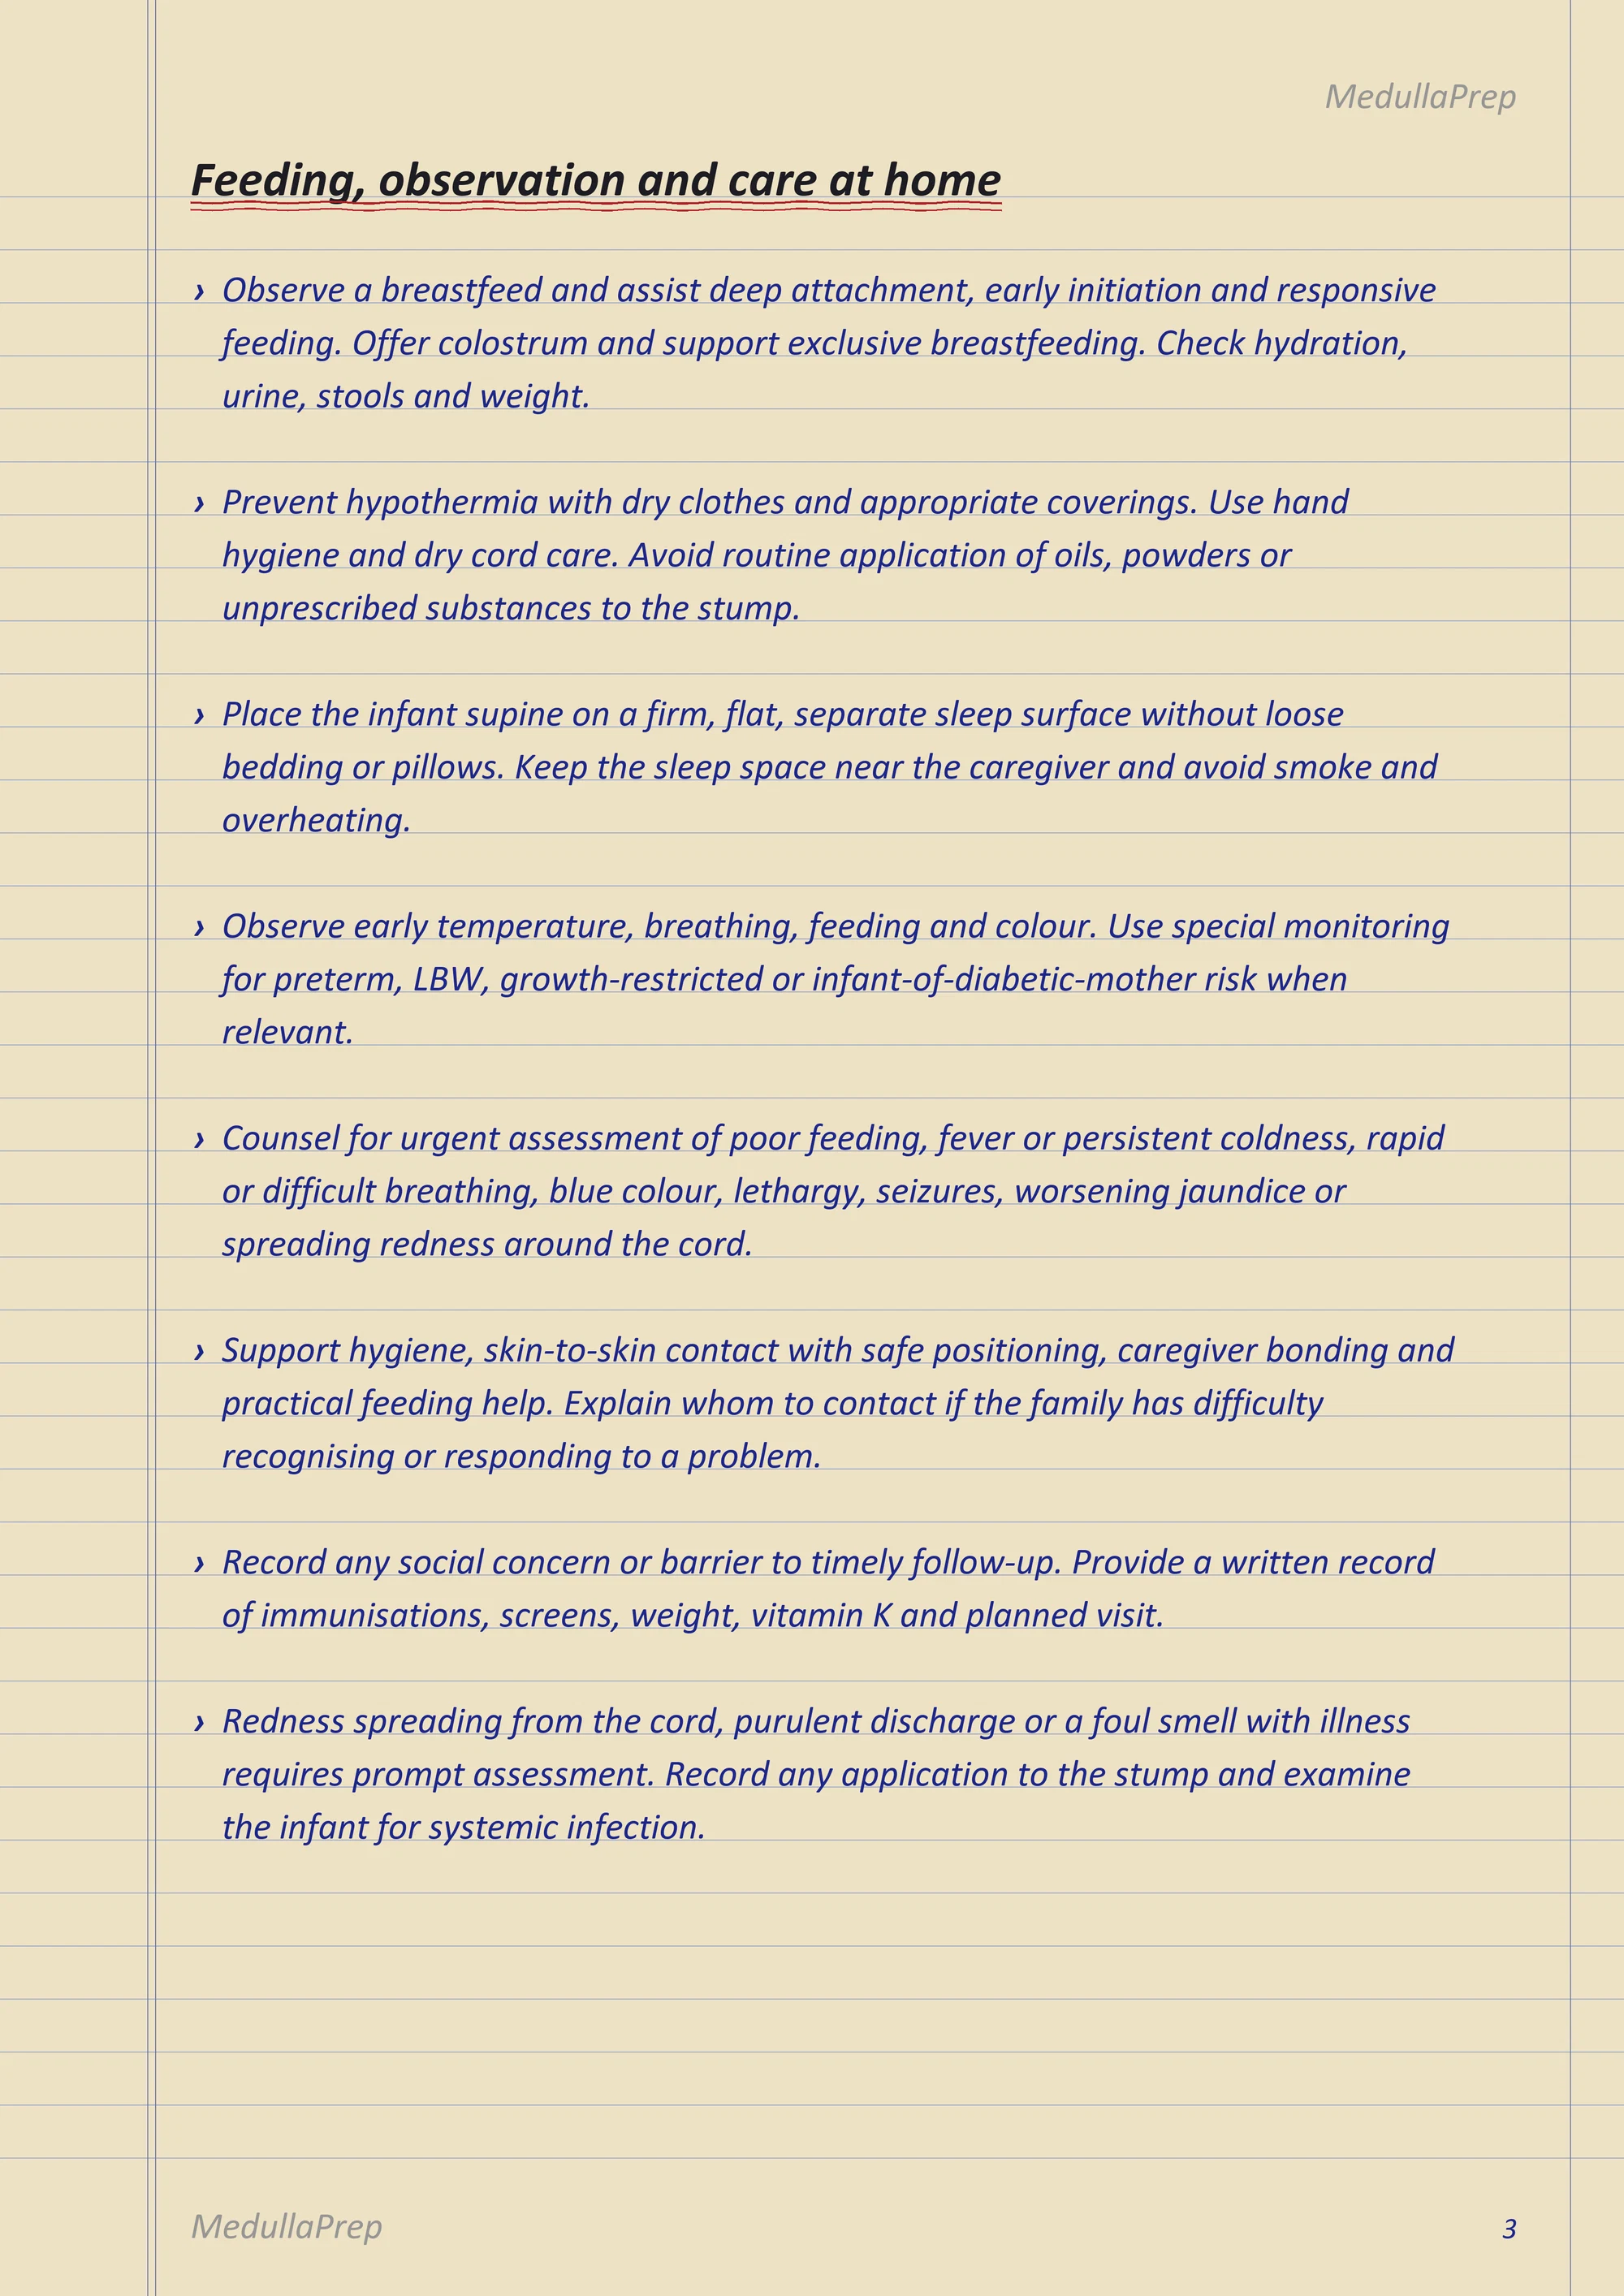 MedullaPrep
Feeding, observation and care at home
› Observe a breastfeed and assist deep attachment, early initiation and responsive
feeding. Offer colostrum and support exclusive breastfeeding. Check hydration,
urine, stools and weight.
› Prevent hypothermia with dry clothes and appropriate coverings. Use hand
hygiene and dry cord care. Avoid routine application of oils, powders or
unprescribed substances to the stump.
› Place the infant supine on a firm, flat, separate sleep surface without loose
bedding or pillows. Keep the sleep space near the caregiver and avoid smoke and
overheating.
› Observe early temperature, breathing, feeding and colour. Use special monitoring
for preterm, LBW, growth-restricted or infant-of-diabetic-mother risk when
relevant.
› Counsel for urgent assessment of poor feeding, fever or persistent coldness, rapid
or difficult breathing, blue colour, lethargy, seizures, worsening jaundice or
spreading redness around the cord.
› Support hygiene, skin-to-skin contact with safe positioning, caregiver bonding and
practical feeding help. Explain whom to contact if the family has difficulty
recognising or responding to a problem.
› Record any social concern or barrier to timely follow-up. Provide a written record
of immunisations, screens, weight, vitamin K and planned visit.
› Redness spreading from the cord, purulent discharge or a foul smell with illness
requires prompt assessment. Record any application to the stump and examine
the infant for systemic infection.
MedullaPrep
3